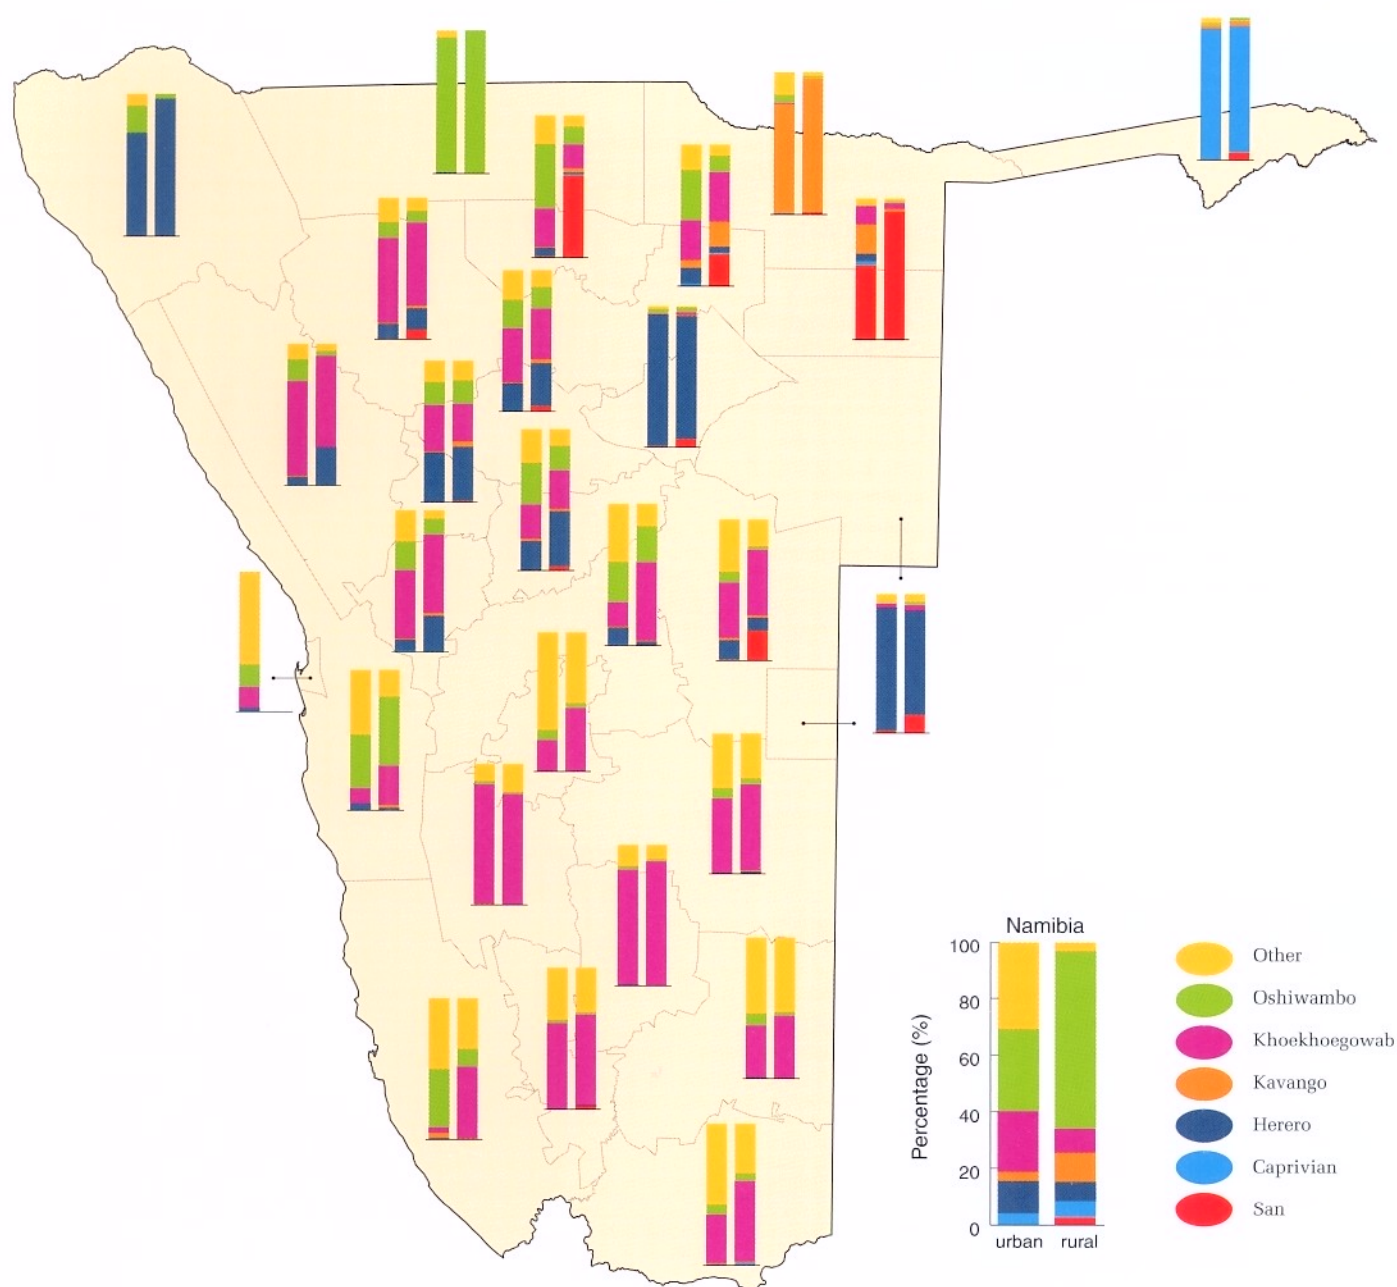 Namibia
100
80
60
40
20
0
Percentage (%)
urban rural
Other
Oshiwambo
Khoekhoegowab
Kavango
Herero
Caprivian
San